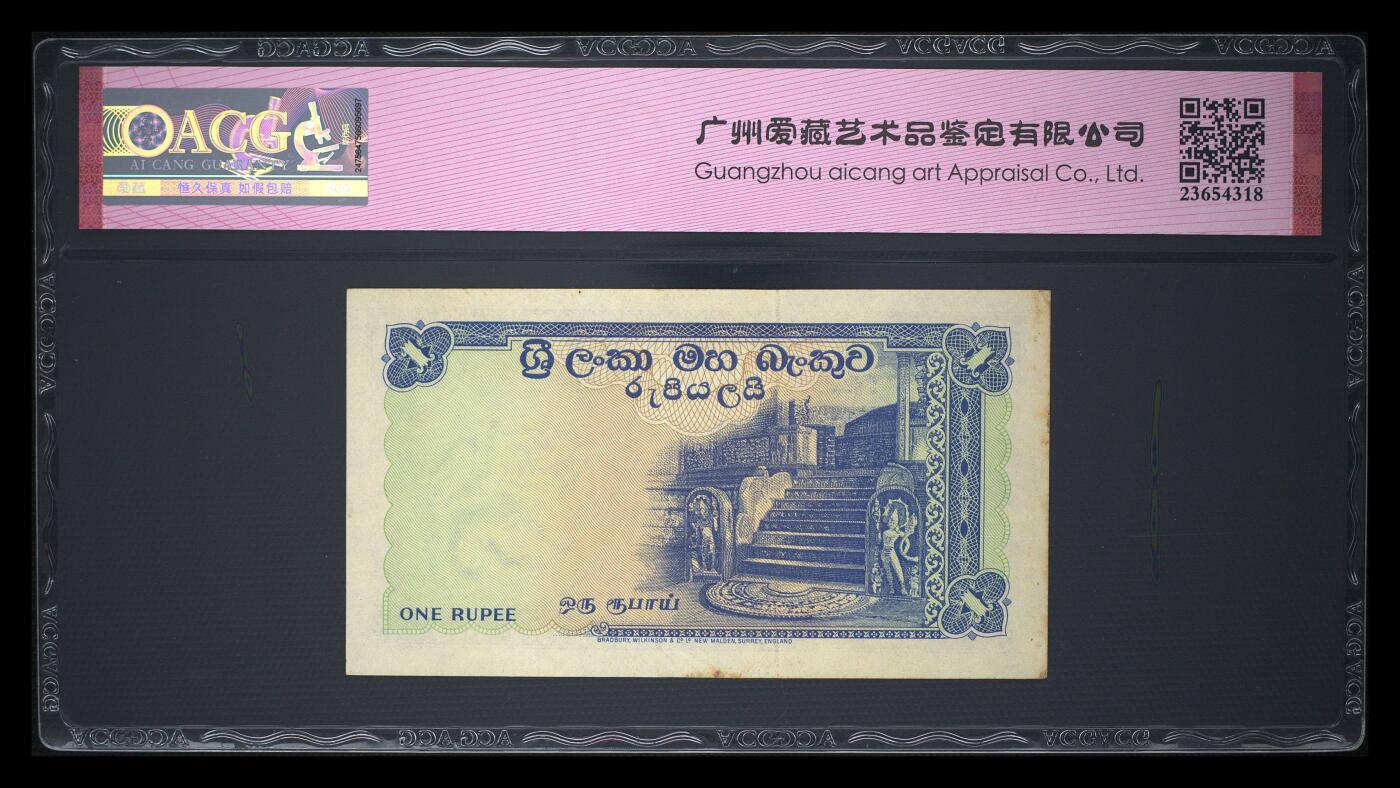 ACG
AI CANG GUARANTY
恒久保真 如假包赔
广州爱藏艺术品鉴定有限公司
Guangzhou aicang art Appraisal Co., Ltd.
23654318
ශ්‍රී ලංකා මහ බැංකුව
රුපියලයි
ONE RUPEE
ஒரு ரூபாய்
BRADBURY, WILKINSON & Cº Lº NEW MALDEN, SURREY, ENGLAND